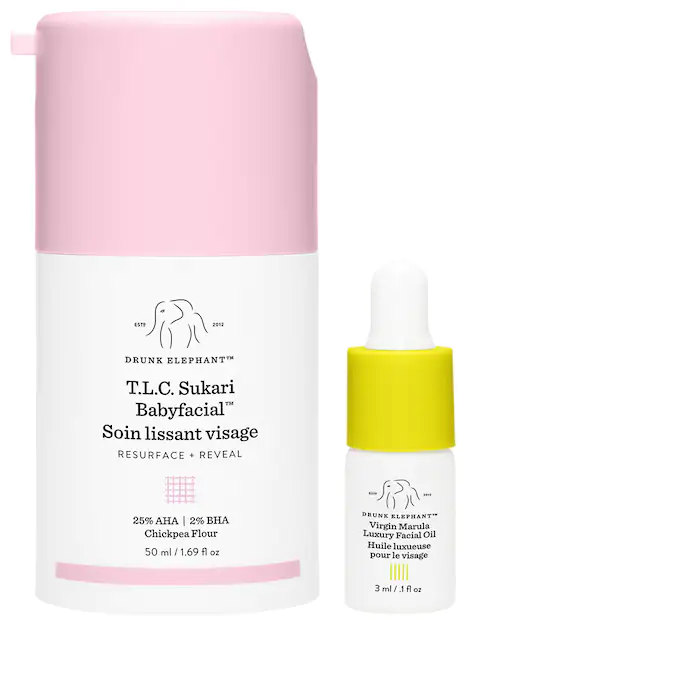 ESTD 2012
DRUNK ELEPHANT™
T.L.C. Sukari
Babyfacial™
Soin lissant visage
RESURFACE + REVEAL
25% AHA | 2% BHA
Chickpea Flour
50 ml / 1.69 fl oz
ESTD 2012
DRUNK ELEPHANT™
Virgin Marula
Luxury Facial Oil
Huile luxueuse
pour le visage
3 ml / .1 fl oz